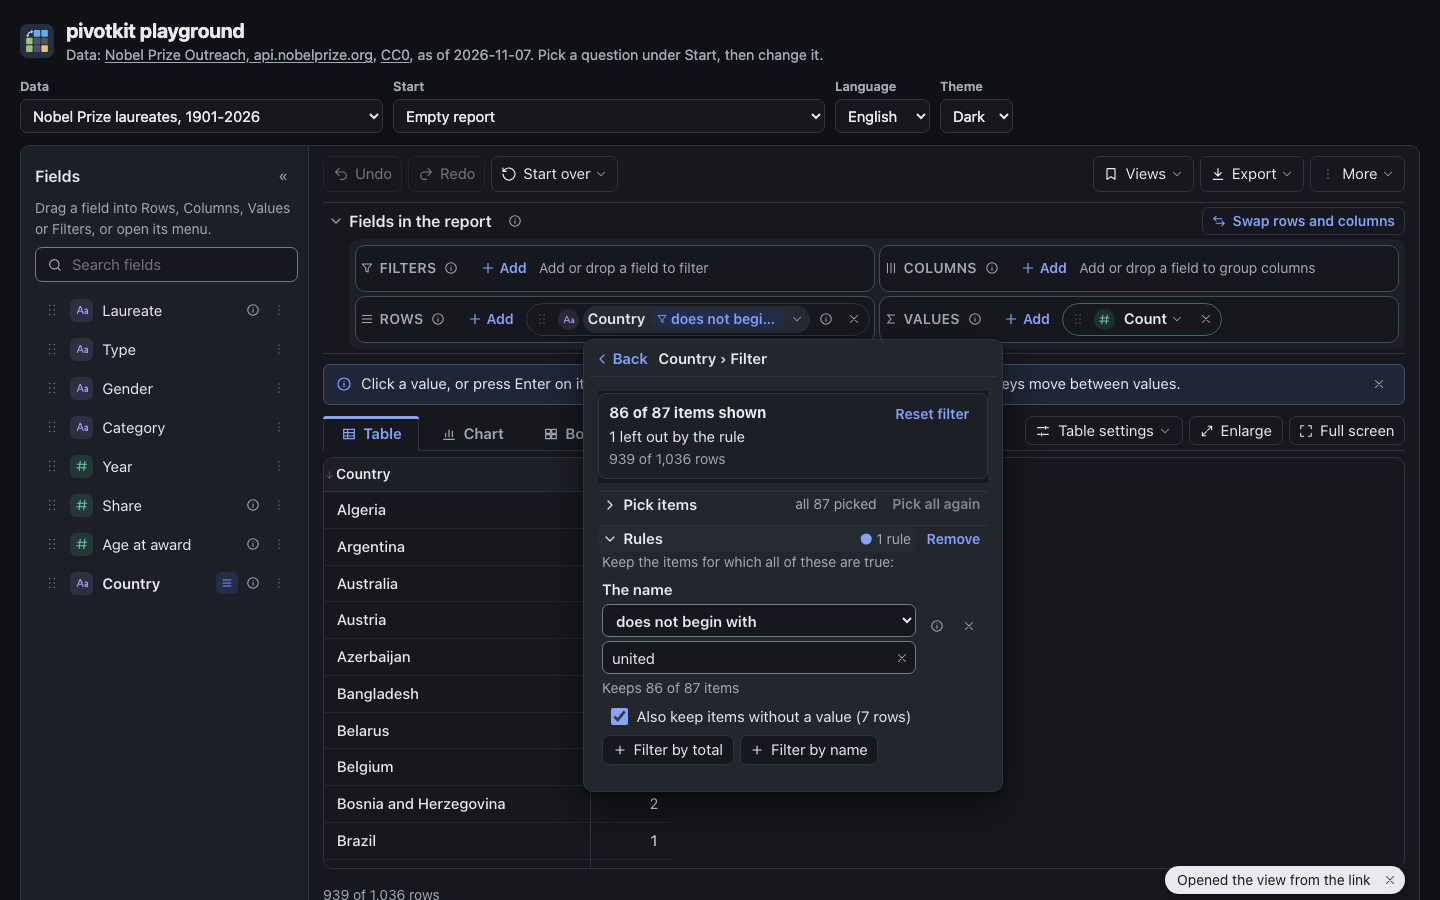 pivotkit playground
Data: Nobel Prize Outreach, api.nobelprize.org, CC0, as of 2026-11-07. Pick a question under Start, then change it.
Data
Start
Language
Theme
Nobel Prize laureates, 1901-2026
Empty report
English
Dark
Fields
«
Drag a field into Rows, Columns, Values
or Filters, or open its menu.
Search fields
Aa Laureate
Aa Type
Aa Gender
Aa Category
# Year
# Share
# Age at award
Aa Country
Undo
Redo
Start over
Views
Export
More
Fields in the report
Swap rows and columns
FILTERS
+ Add
Add or drop a field to filter
COLUMNS
+ Add
Add or drop a field to group columns
ROWS
+ Add
Aa Country
does not begi...
Σ VALUES
+ Add
# Count
Back
Country › Filter
Click a value, or press Enter on it
eys move between values.
86 of 87 items shown
Reset filter
1 left out by the rule
939 of 1,036 rows
Table
Chart
Bo
Table settings
Enlarge
Full screen
Pick items
all 87 picked
Pick all again
Rules
1 rule
Remove
Keep the items for which all of these are true:
The name
does not begin with
united
Keeps 86 of 87 items
Also keep items without a value (7 rows)
+ Filter by total
+ Filter by name
↓ Country
Algeria
Argentina
Australia
Austria
Azerbaijan
Bangladesh
Belarus
Belgium
Bosnia and Herzegovina 2
Brazil 1
939 of 1,036 rows
Opened the view from the link